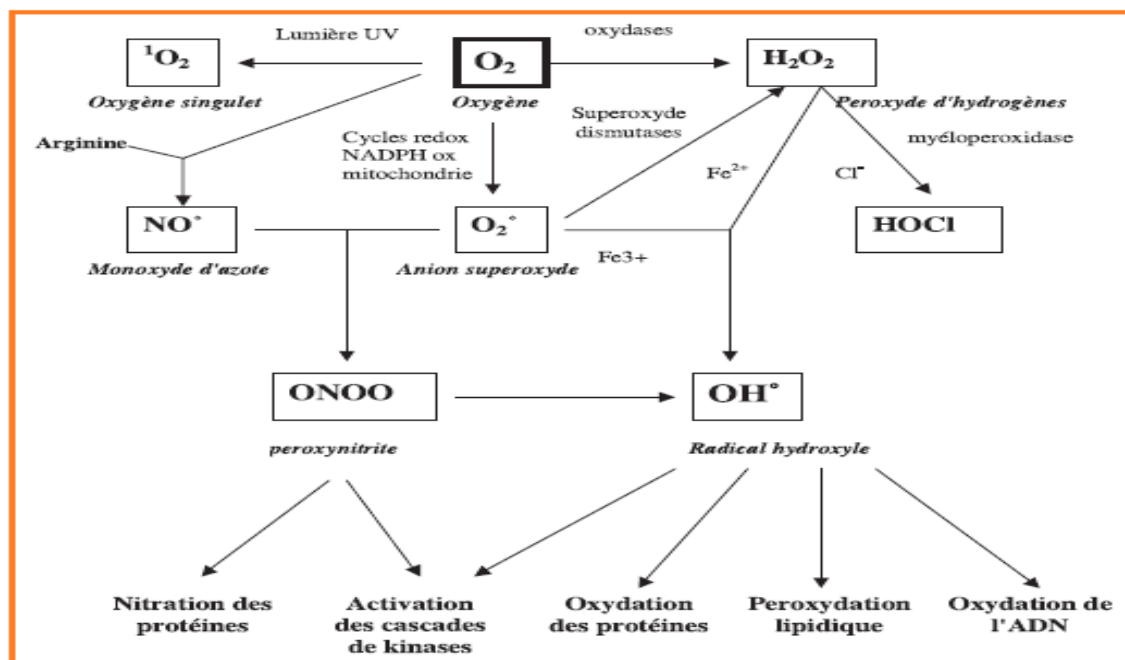 Lumière UV
oxydases
¹O₂
O₂
H₂O₂
Oxygène singulet
Oxygène
Peroxyde d'hydrogènes
Superoxyde
dismutases
myéloperoxidase
Arginine
Cycles redox
NADPH ox
mitochondrie
Fe²⁺
Cl⁻
NO°
O₂°
HOCl
Monoxyde d'azote
Anion superoxyde
Fe3+
ONOO
OH°
peroxynitrite
Radical hydroxyle
Nitration des
protéines
Activation
des cascades
de kinases
Oxydation
des protéines
Peroxydation
lipidique
Oxydation de
l'ADN